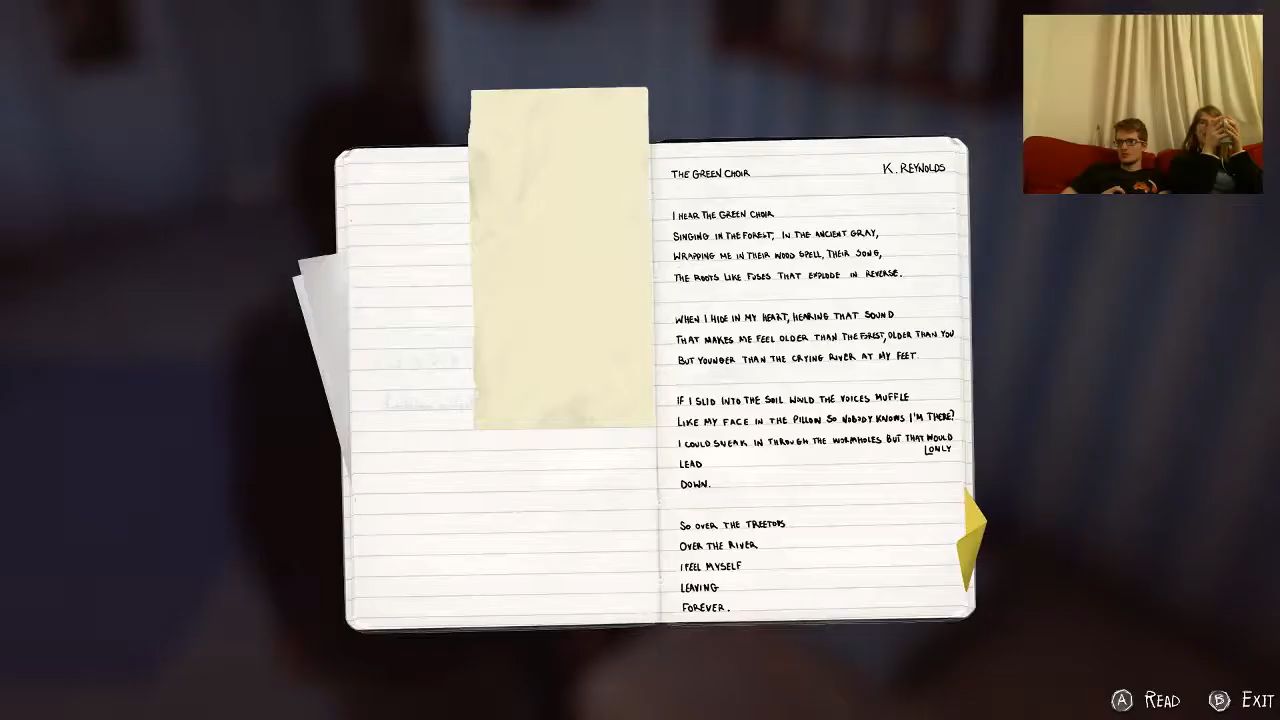 THE GREEN CHOIR K. REYNOLDS
I HEAR THE GREEN CHOIR
SINGING IN THE FOREST, IN THE ANCIENT GRAY,
WRAPPING ME IN THEIR WOOD SPELL, THEIR SONG,
THE ROOTS LIKE FUSES THAT EXPLODE IN REVERSE.
WHEN I HIDE IN MY HEART, HEARING THAT SOUND
THAT MAKES ME FEEL OLDER THAN THE FOREST, OLDER THAN YOU
BUT YOUNGER THAN THE CRYING RIVER AT MY FEET.
IF I SLID INTO THE SOIL WOULD THE VOICES MUFFLE
LIKE MY FACE IN THE PILLOW SO NOBODY KNOWS I'M THERE?
I COULD SNEAK IN THROUGH THE WORMHOLES BUT THAT WOULD
ONLY
LEAD
DOWN.
SO OVER THE TREETOPS
OVER THE RIVER
I FEEL MYSELF
LEAVING
FOREVER.
A READ B EXIT